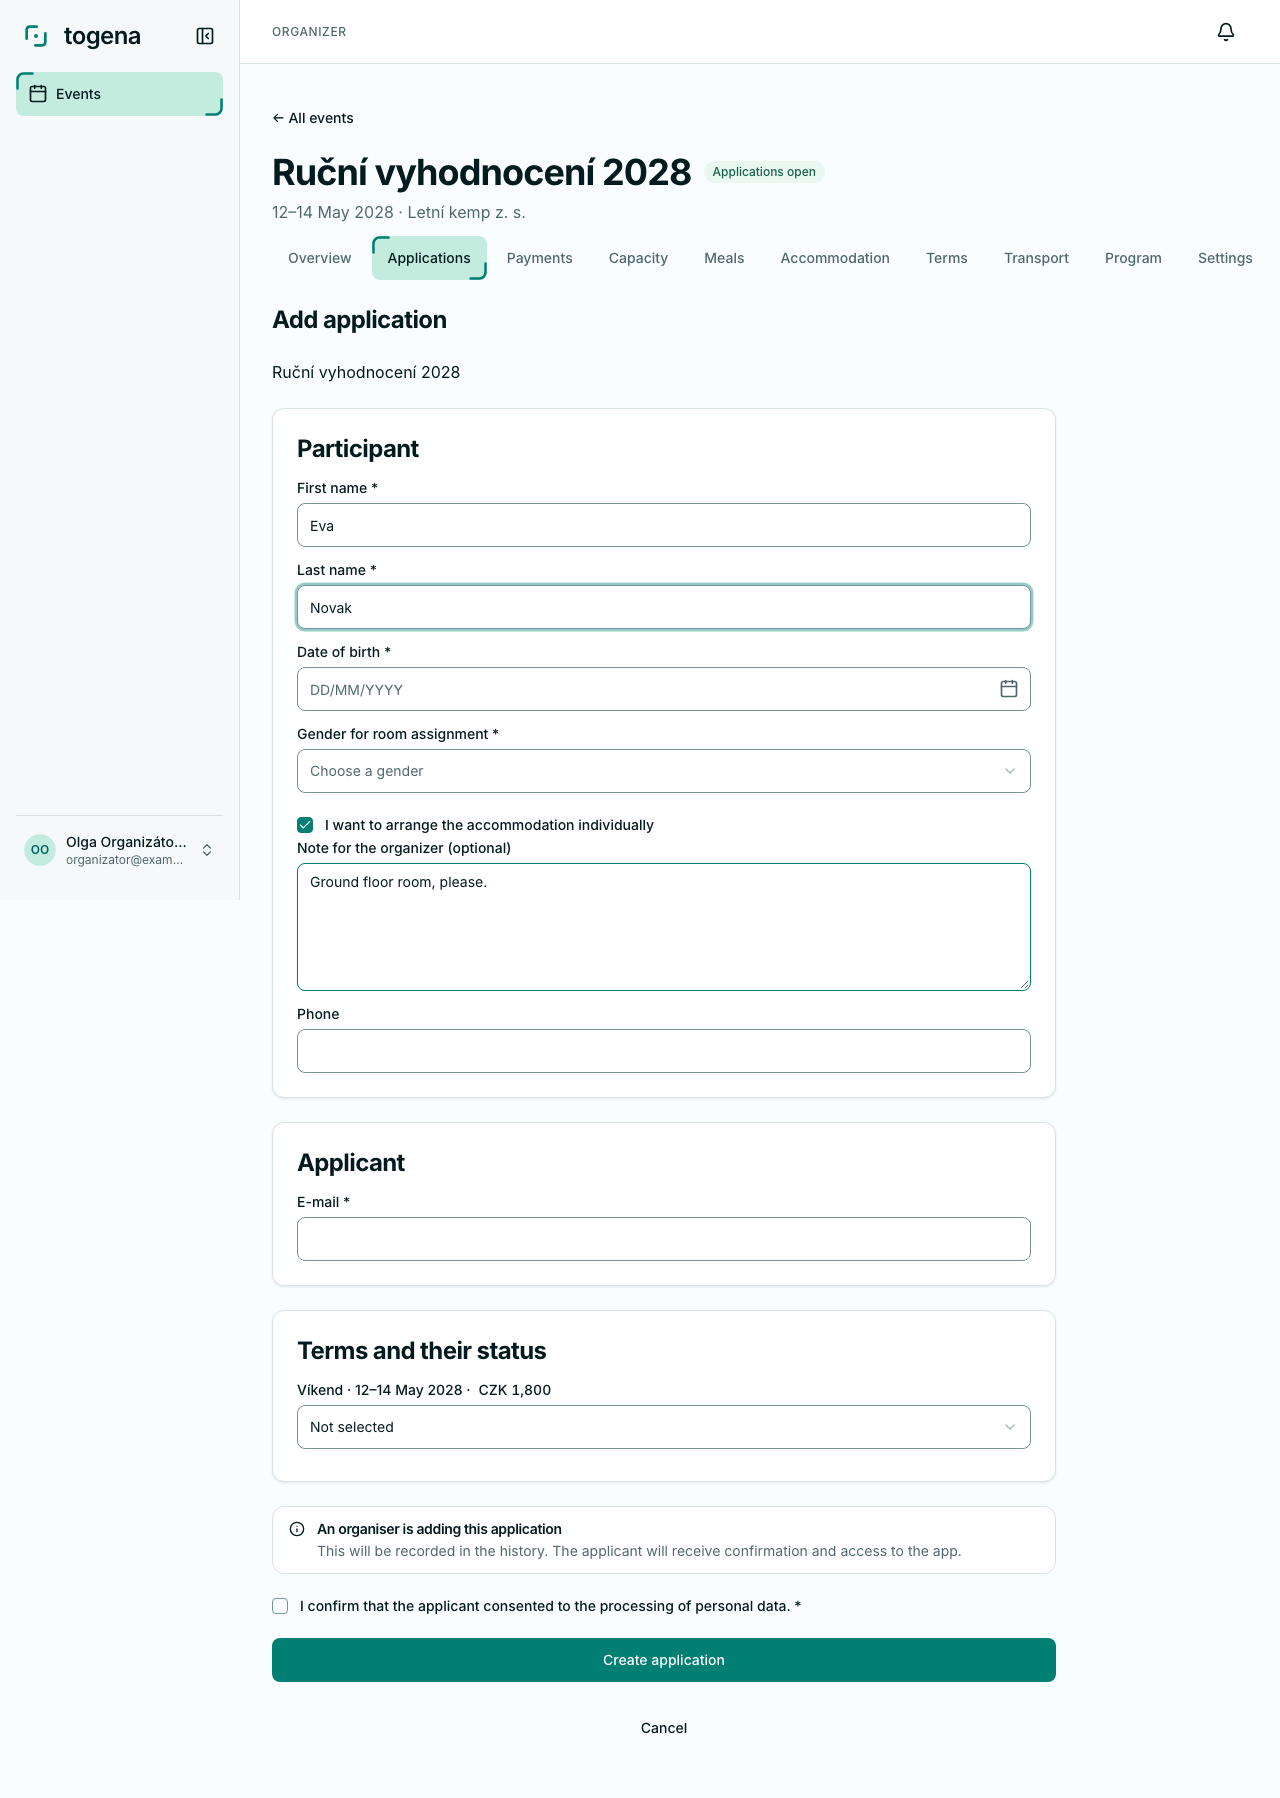 togena
ORGANIZER
Events
← All events
Ruční vyhodnocení 2028
Applications open
12–14 May 2028 · Letní kemp z. s.
Overview
Applications
Payments
Capacity
Meals
Accommodation
Terms
Transport
Program
Settings
Add application
Ruční vyhodnocení 2028
Participant
First name *
Eva
Last name *
Novak
Date of birth *
DD/MM/YYYY
Gender for room assignment *
Choose a gender
I want to arrange the accommodation individually
Note for the organizer (optional)
Ground floor room, please.
Phone
OO
Olga Organizáto...
organizator@exam...
Applicant
E-mail *
Terms and their status
Víkend · 12–14 May 2028 · CZK 1,800
Not selected
An organiser is adding this application
This will be recorded in the history. The applicant will receive confirmation and access to the app.
I confirm that the applicant consented to the processing of personal data. *
Create application
Cancel